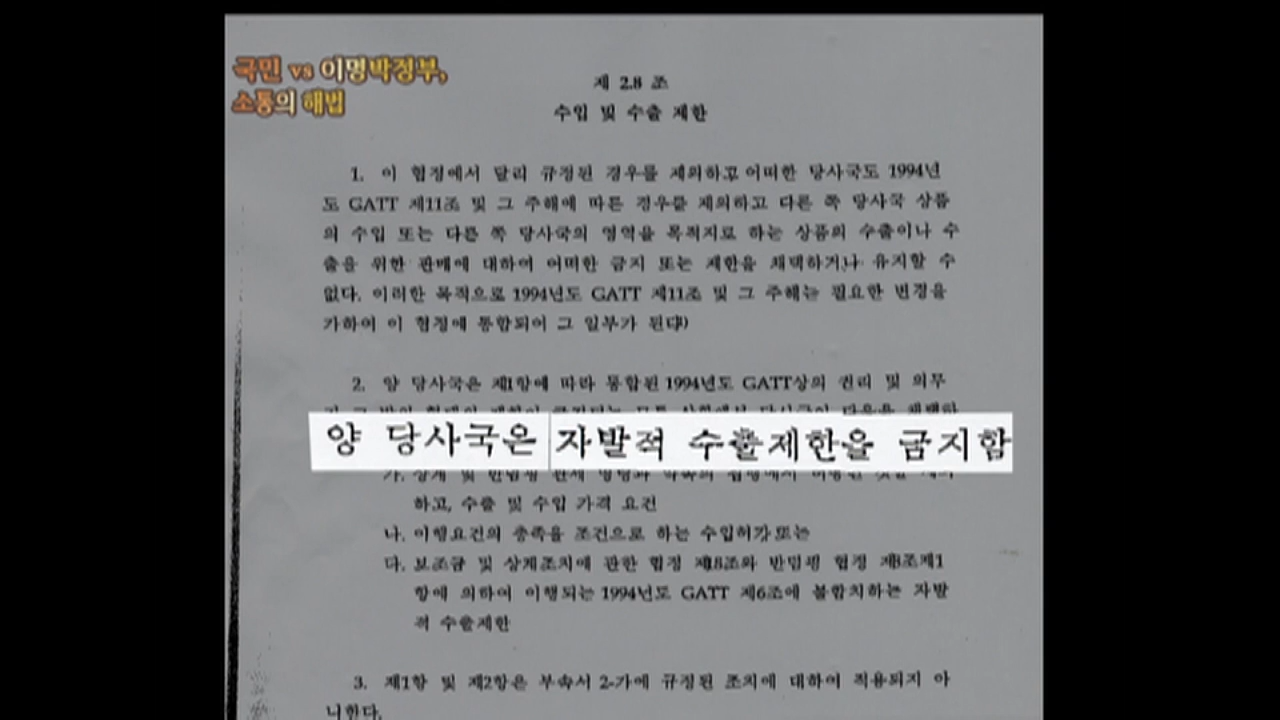 국민 vs 이명박정부,
소통의 해법
제 2.8 조
수입 및 수출 제한
1. 이 협정에서 달리 규정된 경우를 제외하고 어떠한 당사국도 1994년
도 GATT 제11조 및 그 주해에 따른 경우를 제외하고 다른 쪽 당사국 상품
의 수입 또는 다른 쪽 당사국의 영역을 목적지로 하는 상품의 수출이나 수
출을 위한 판매에 대하여 어떠한 금지 또는 제한을 채택하거나 유지할 수
없다. 이러한 목적으로 1994년도 GATT 제11조 및 그 주해는 필요한 변경을
가하여 이 협정에 통합되어 그 일부가 된다.
2. 양 당사국은 제1항에 따라 통합된 1994년도 GATT상의 권리 및 의무
양 당사국은 자발적 수출제한을 금지함
하고, 수출 및 수입 가격 요건
나. 이행요건의 충족을 조건으로 하는 수입허가 또는
다. 보조금 및 상계조치에 관한 협정 제18조와 반덤핑 협정 제8조제1
항에 의하여 이행되는 1994년도 GATT 제6조에 불합치하는 자발
적 수출제한
3. 제1항 및 제2항은 부속서 2-가에 규정된 조치에 대하여 적용되지 아
니한다.